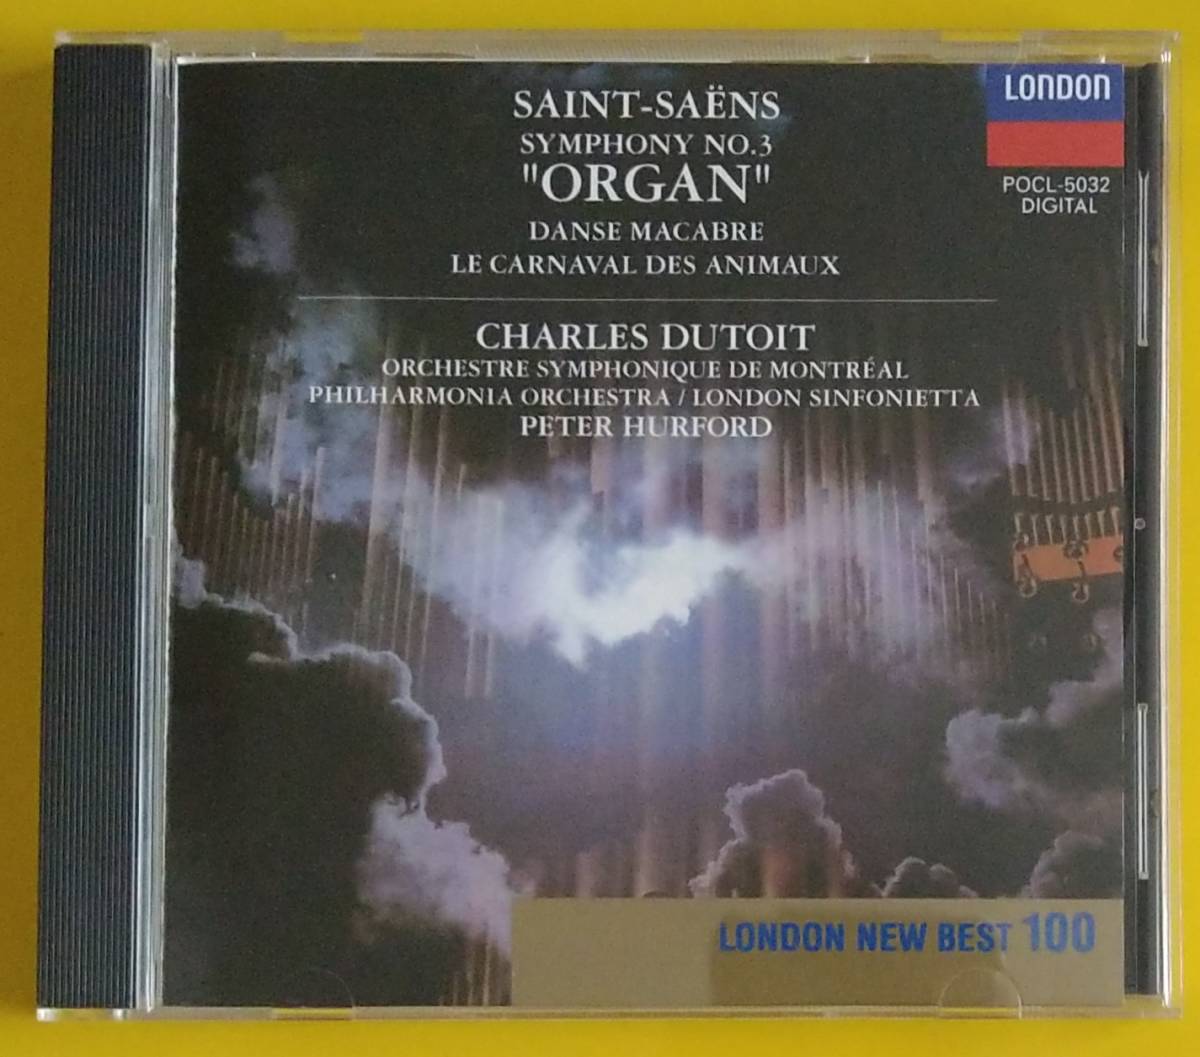 SAINT-SAËNS
SYMPHONY NO.3
"ORGAN"
DANSE MACABRE
LE CARNAVAL DES ANIMAUX
CHARLES DUTOIT
ORCHESTRE SYMPHONIQUE DE MONTRÉAL
PHILHARMONIA ORCHESTRA / LONDON SINFONIETTA
PETER HURFORD
LONDON
POCL-5032
DIGITAL
LONDON NEW BEST 100